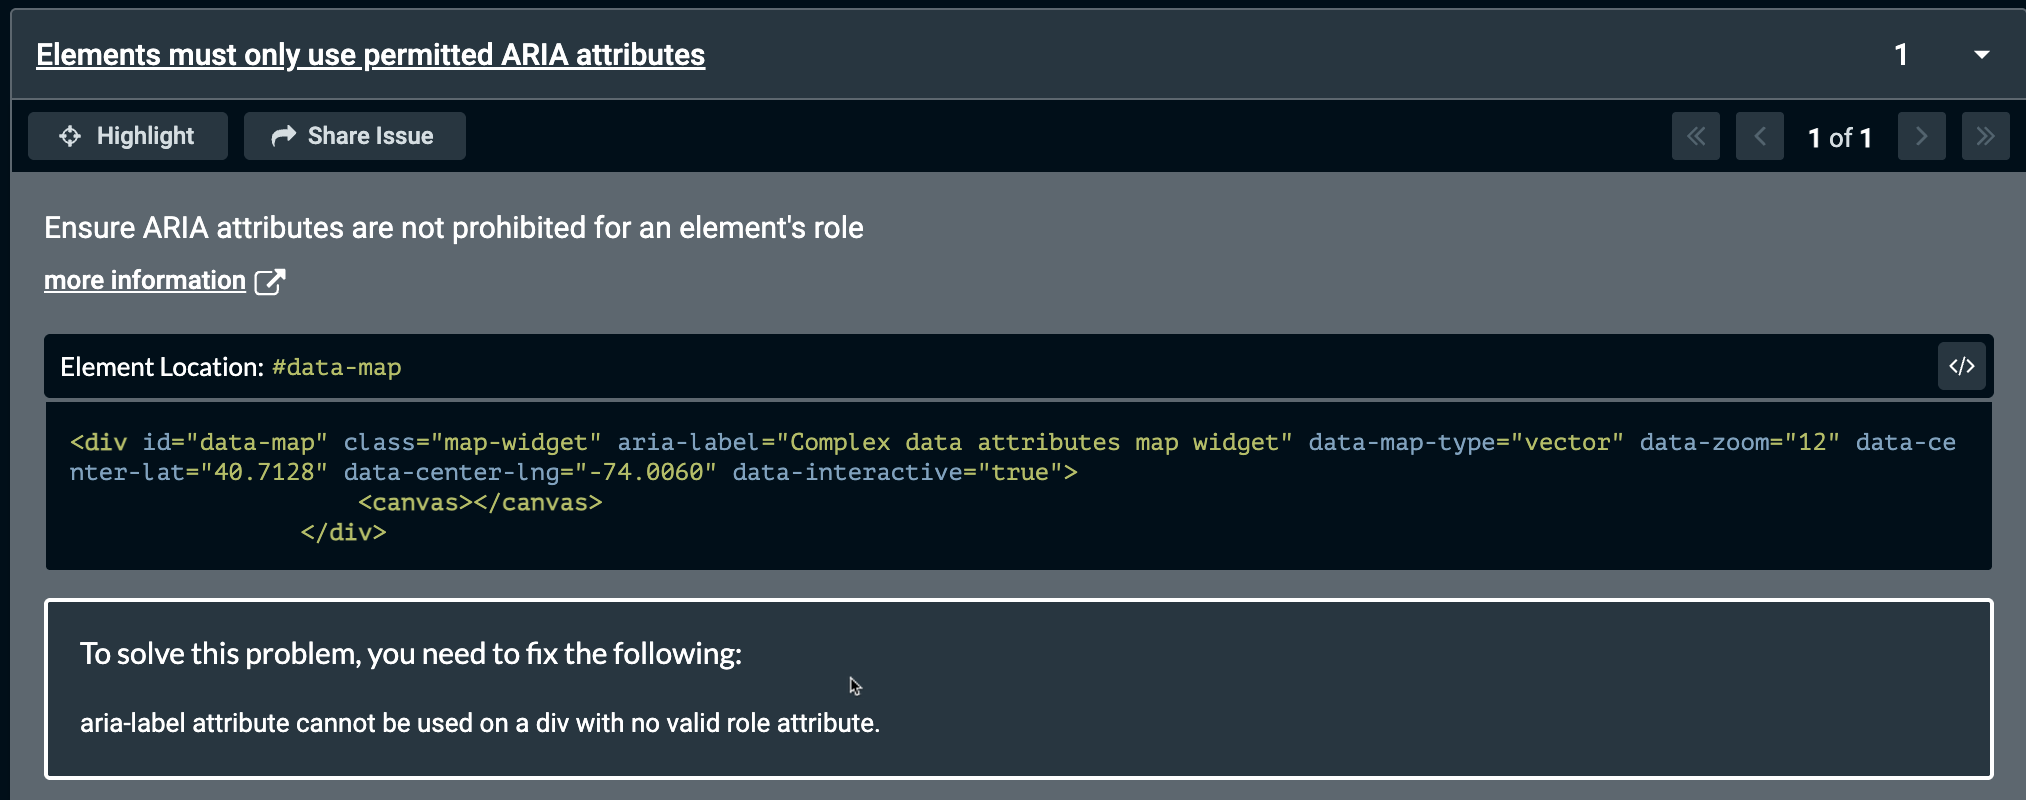 Elements must only use permitted ARIA attributes 1
Highlight Share Issue 1 of 1
Ensure ARIA attributes are not prohibited for an element's role
more information
Element Location: #data-map </>
<div id="data-map" class="map-widget" aria-label="Complex data attributes map widget" data-map-type="vector" data-zoom="12" data-ce
nter-lat="40.7128" data-center-lng="-74.0060" data-interactive="true">
<canvas></canvas>
</div>
To solve this problem, you need to fix the following:
aria-label attribute cannot be used on a div with no valid role attribute.